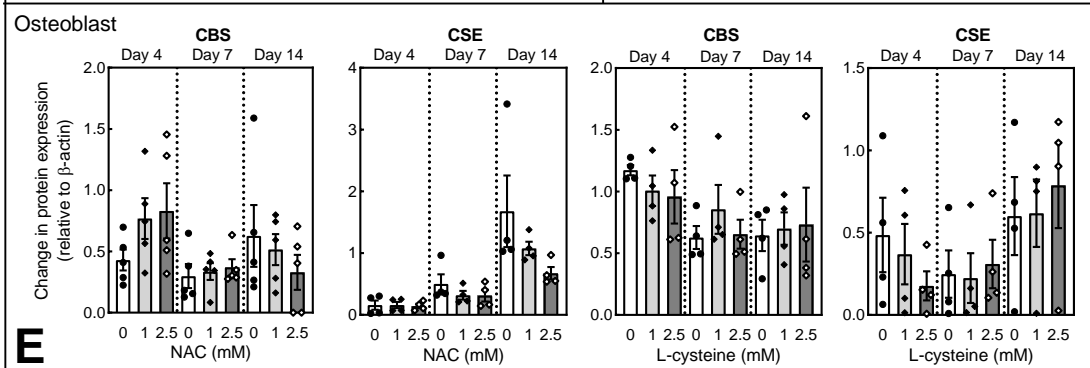 Osteoblast
CBS
Day 4 Day 7 Day 14
Change in protein expression
(relative to β-actin)
2.0
1.5
1.0
0.5
0.0
0 1 2.5 0 1 2.5 0 1 2.5
NAC (mM)
CSE
Day 4 Day 7 Day 14
4
3
2
1
0
0 1 2.5 0 1 2.5 0 1 2.5
NAC (mM)
CBS
Day 4 Day 7 Day 14
2.0
1.5
1.0
0.5
0.0
0 1 2.5 0 1 2.5 0 1 2.5
L-cysteine (mM)
CSE
Day 4 Day 7 Day 14
1.5
1.0
0.5
0.0
0 1 2.5 0 1 2.5 0 1 2.5
L-cysteine (mM)
E